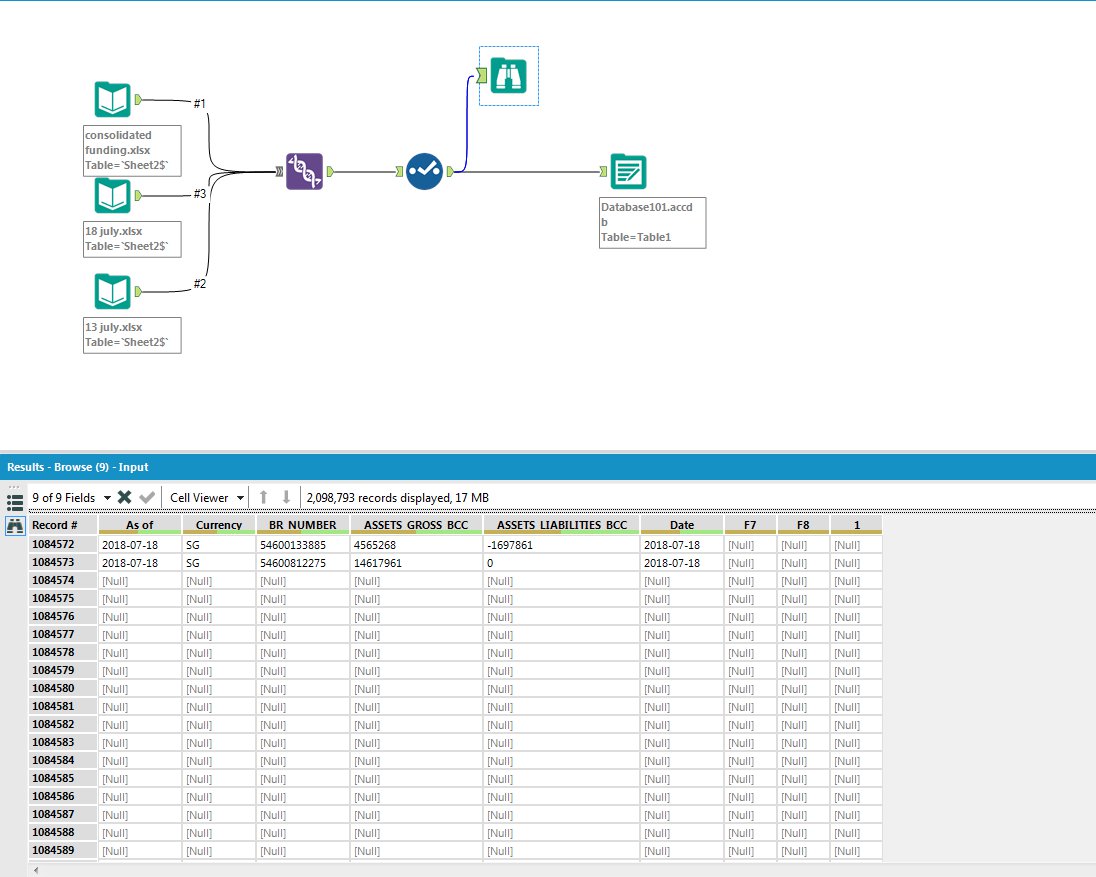 #1
consolidated
funding.xlsx
Table=`Sheet2$`
#3
18 july.xlsx
Table=`Sheet2$`
#2
13 july.xlsx
Table=`Sheet2$`
Database101.accd
b
Table=Table1
Results - Browse (9) - Input
9 of 9 Fields Cell Viewer 2,098,793 records displayed, 17 MB
Record # As of Currency BR_NUMBER ASSETS_GROSS_BCC ASSETS_LIABILITIES_BCC Date F7 F8 1
1084572 2018-07-18 SG 54600133885 4565268 -1697861 2018-07-18 [Null] [Null] [Null]
1084573 2018-07-18 SG 54600812275 14617961 0 2018-07-18 [Null] [Null] [Null]
1084574 [Null] [Null] [Null] [Null] [Null] [Null] [Null] [Null] [Null]
1084575 [Null] [Null] [Null] [Null] [Null] [Null] [Null] [Null] [Null]
1084576 [Null] [Null] [Null] [Null] [Null] [Null] [Null] [Null] [Null]
1084577 [Null] [Null] [Null] [Null] [Null] [Null] [Null] [Null] [Null]
1084578 [Null] [Null] [Null] [Null] [Null] [Null] [Null] [Null] [Null]
1084579 [Null] [Null] [Null] [Null] [Null] [Null] [Null] [Null] [Null]
1084580 [Null] [Null] [Null] [Null] [Null] [Null] [Null] [Null] [Null]
1084581 [Null] [Null] [Null] [Null] [Null] [Null] [Null] [Null] [Null]
1084582 [Null] [Null] [Null] [Null] [Null] [Null] [Null] [Null] [Null]
1084583 [Null] [Null] [Null] [Null] [Null] [Null] [Null] [Null] [Null]
1084584 [Null] [Null] [Null] [Null] [Null] [Null] [Null] [Null] [Null]
1084585 [Null] [Null] [Null] [Null] [Null] [Null] [Null] [Null] [Null]
1084586 [Null] [Null] [Null] [Null] [Null] [Null] [Null] [Null] [Null]
1084587 [Null] [Null] [Null] [Null] [Null] [Null] [Null] [Null] [Null]
1084588 [Null] [Null] [Null] [Null] [Null] [Null] [Null] [Null] [Null]
1084589 [Null] [Null] [Null] [Null] [Null] [Null] [Null] [Null] [Null]